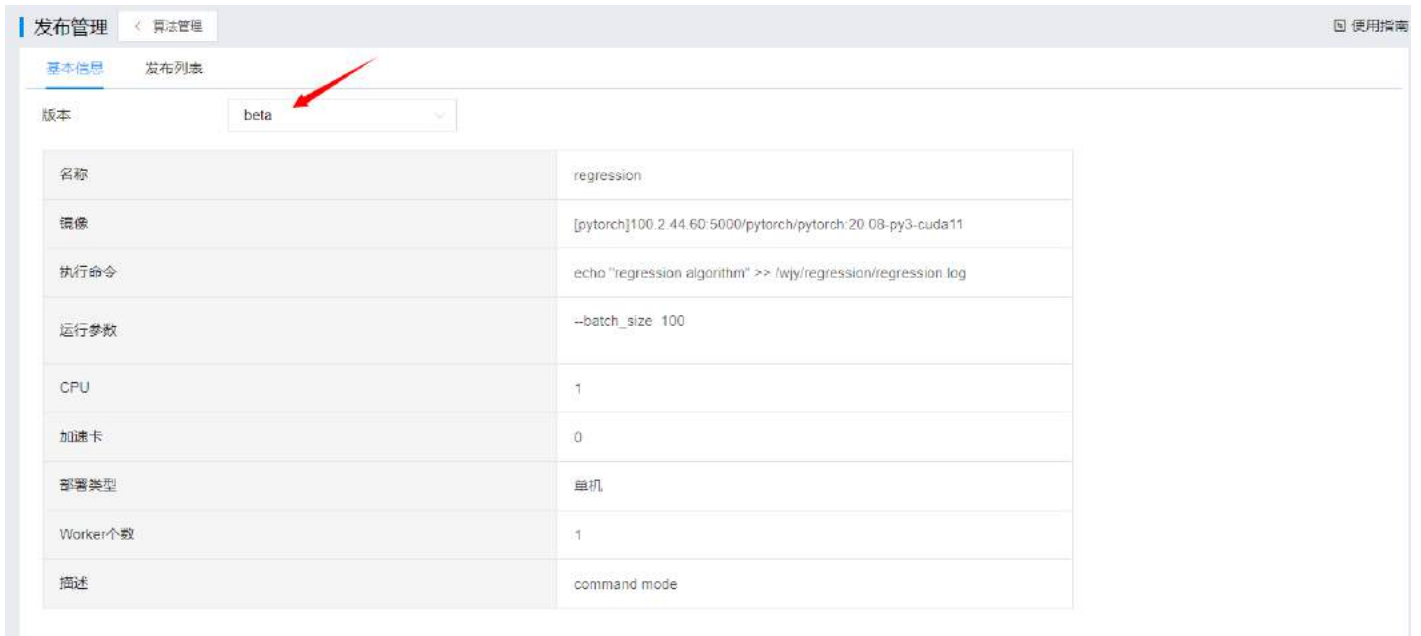 发布管理 < 算法管理 使用指南
基本信息 发布列表
版本 beta
名称 regression
镜像 [pytorch]100.2.44.60:5000/pytorch/pytorch:20.08-py3-cuda11
执行命令 echo "regression algorithm" >> /wjy/regression/regression.log
运行参数 --batch_size 100
CPU 1
加速卡 0
部署类型 单机
Worker个数 1
描述 command mode